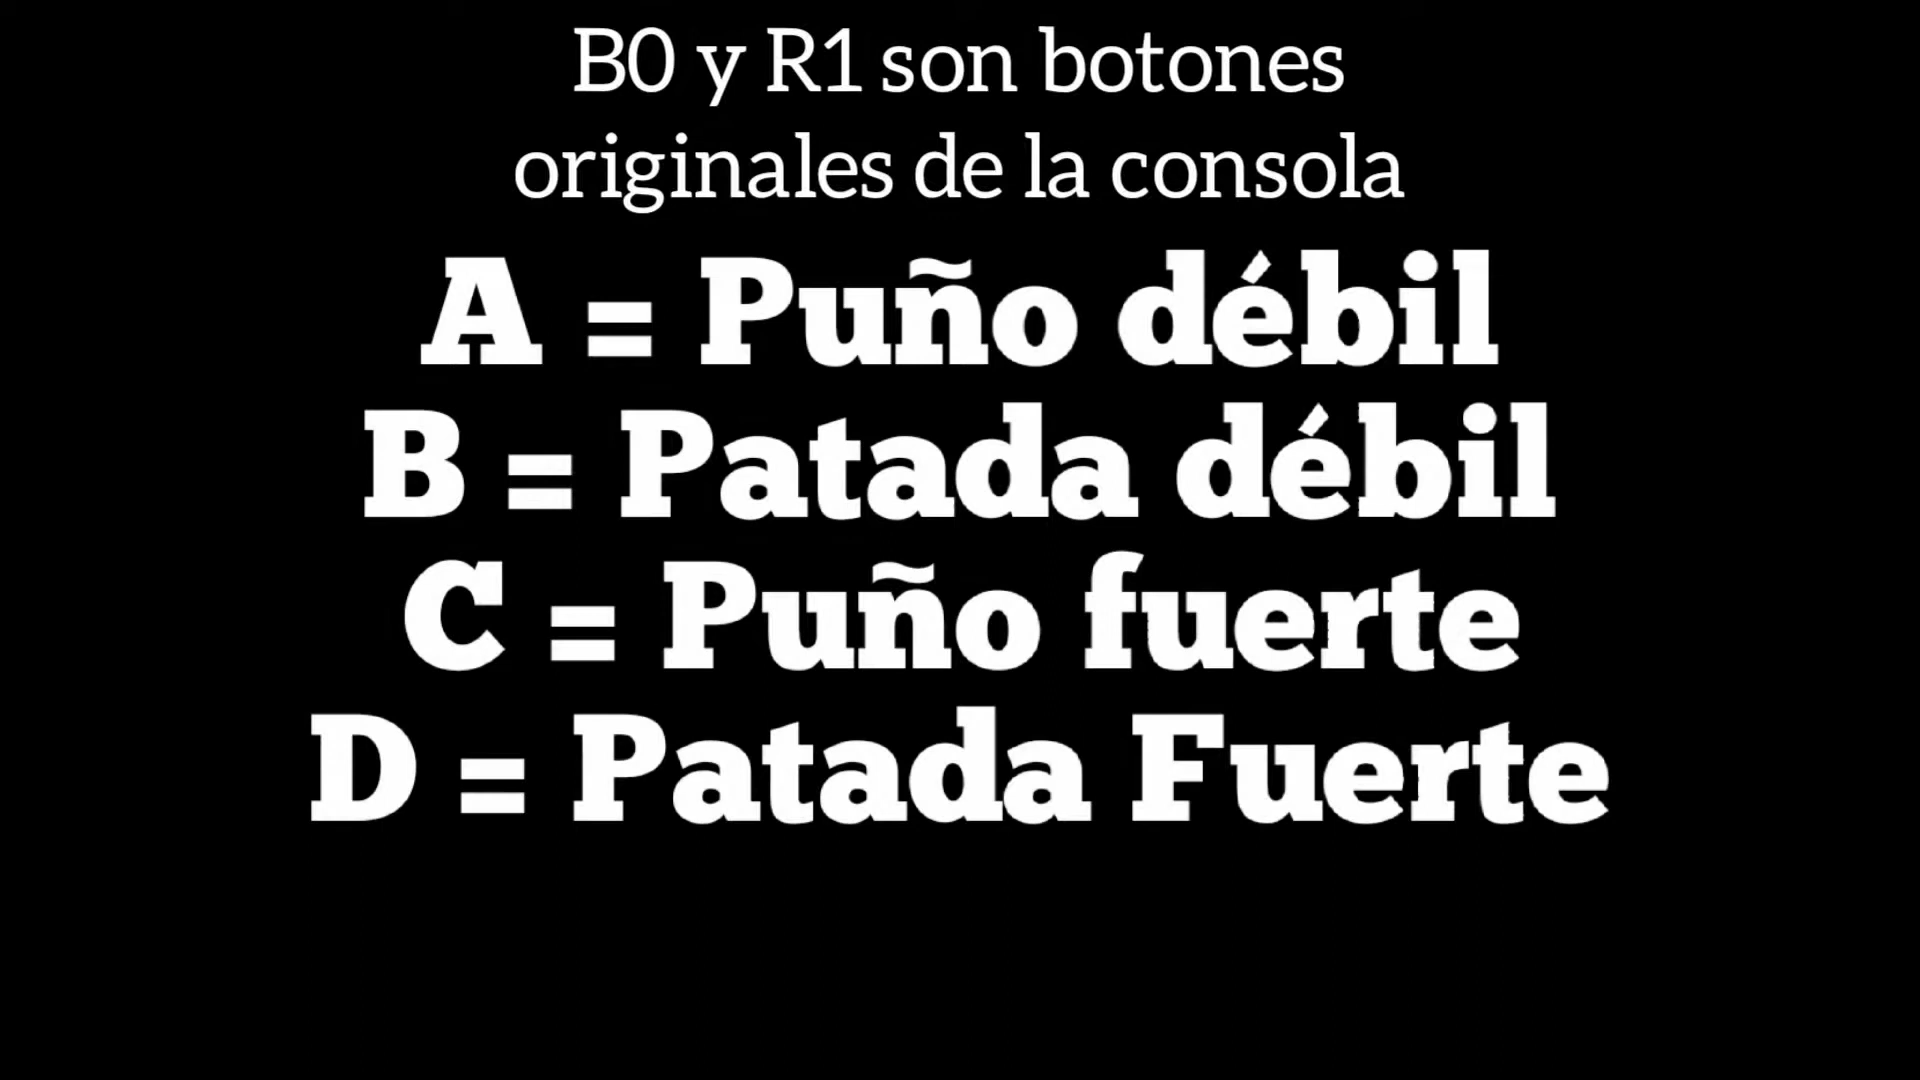 B0 y R1 son botones
originales de la consola
A = Puño débil
B = Patada débil
C = Puño fuerte
D = Patada Fuerte